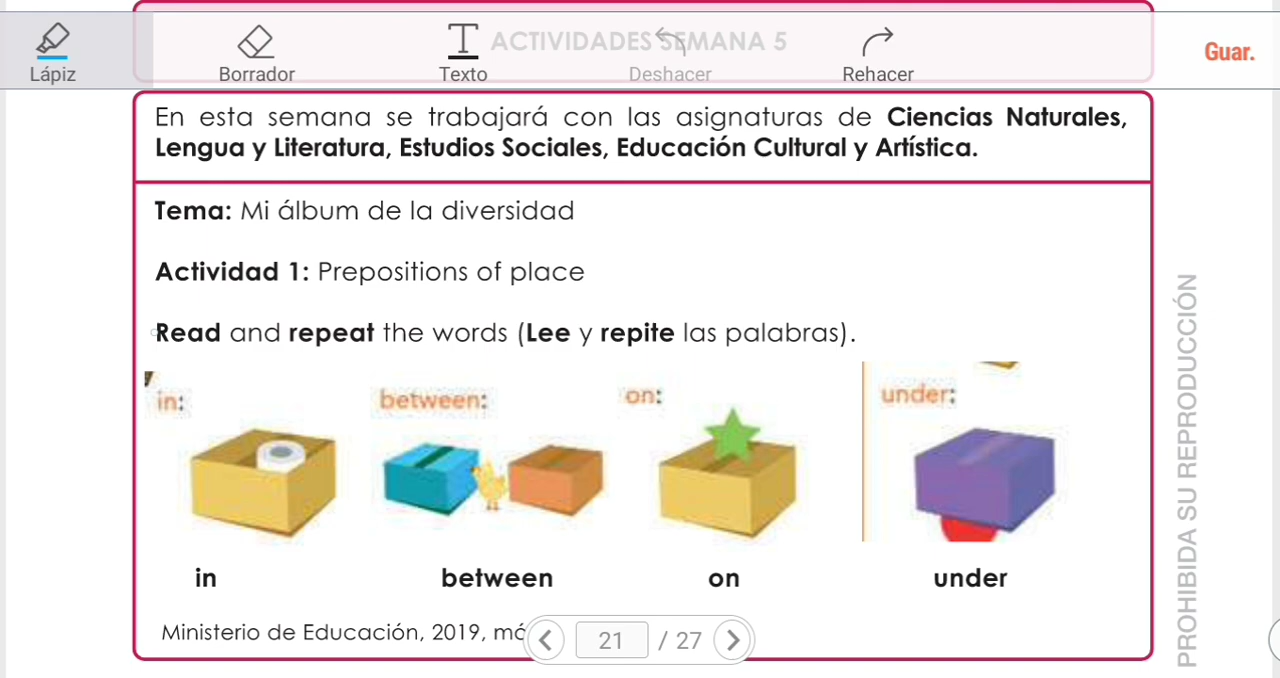 ACTIVIDADES SEMANA 5
Lápiz
Borrador
Texto
Deshacer
Rehacer
Guar.
En esta semana se trabajará con las asignaturas de Ciencias Naturales,
Lengua y Literatura, Estudios Sociales, Educación Cultural y Artística.
Tema: Mi álbum de la diversidad
Actividad 1: Prepositions of place
Read and repeat the words (Lee y repite las palabras).
in:
between:
on:
under:
in
between
on
under
Ministerio de Educación, 2019,
21 / 27
PROHIBIDA SU REPRODUCCIÓN